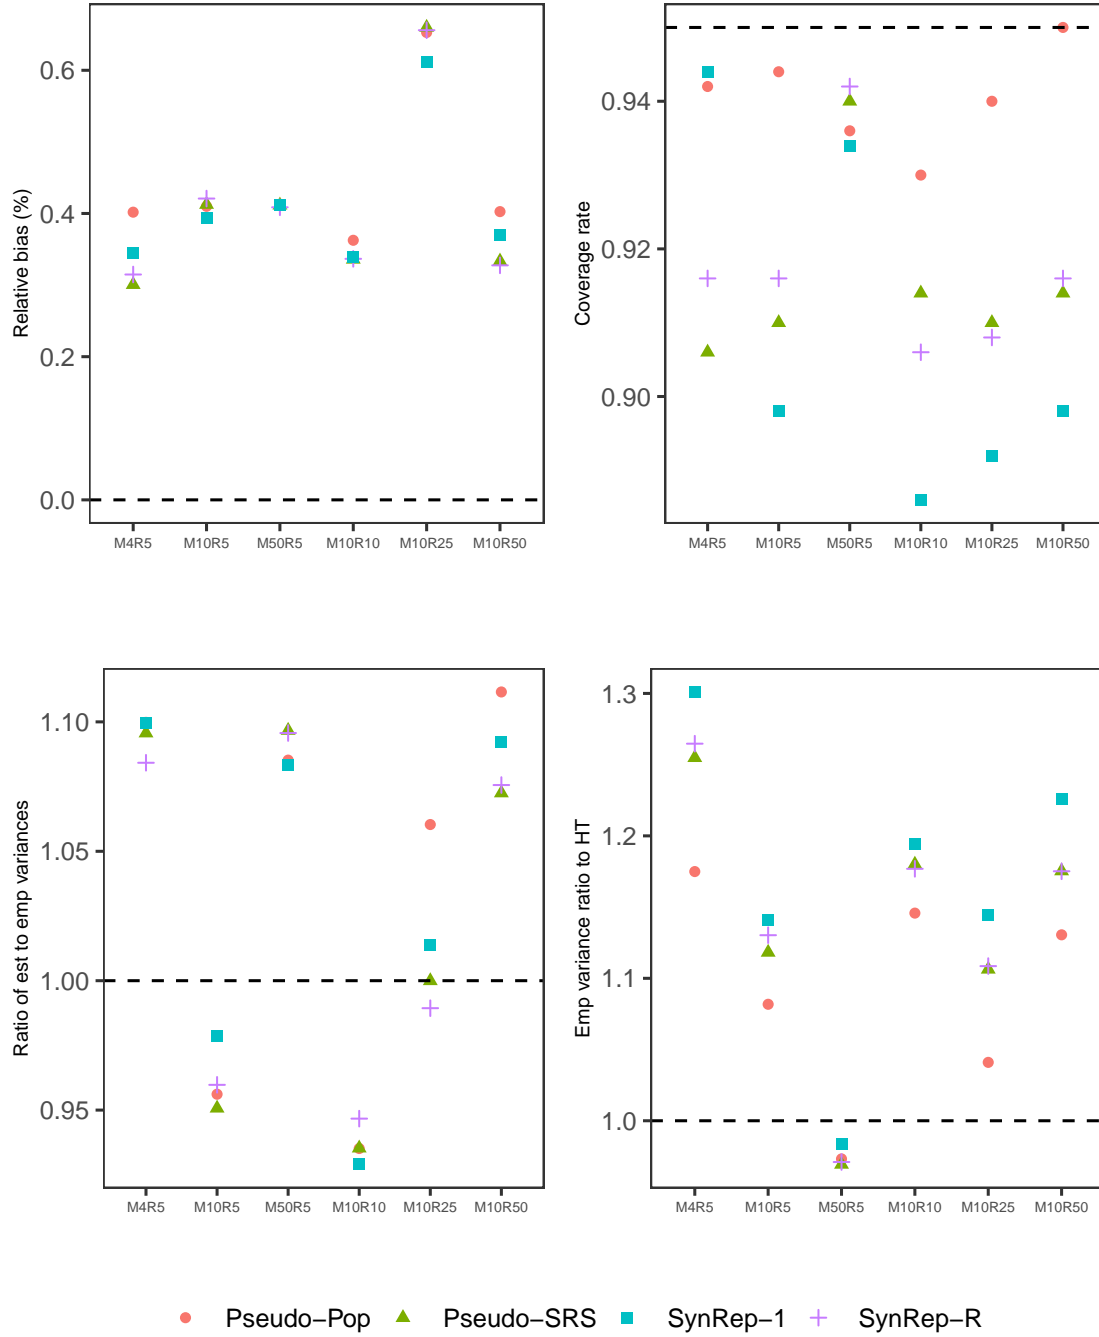 Relative bias (%)
0.6
0.4
0.2
0.0
M4R5 M10R5 M50R5 M10R10 M10R25 M10R50
Coverage rate
0.94
0.92
0.90
M4R5 M10R5 M50R5 M10R10 M10R25 M10R50
Ratio of est to emp variances
1.10
1.05
1.00
0.95
M4R5 M10R5 M50R5 M10R10 M10R25 M10R50
Emp variance ratio to HT
1.3
1.2
1.1
1.0
M4R5 M10R5 M50R5 M10R10 M10R25 M10R50
Pseudo−Pop Pseudo−SRS SynRep−1 SynRep−R